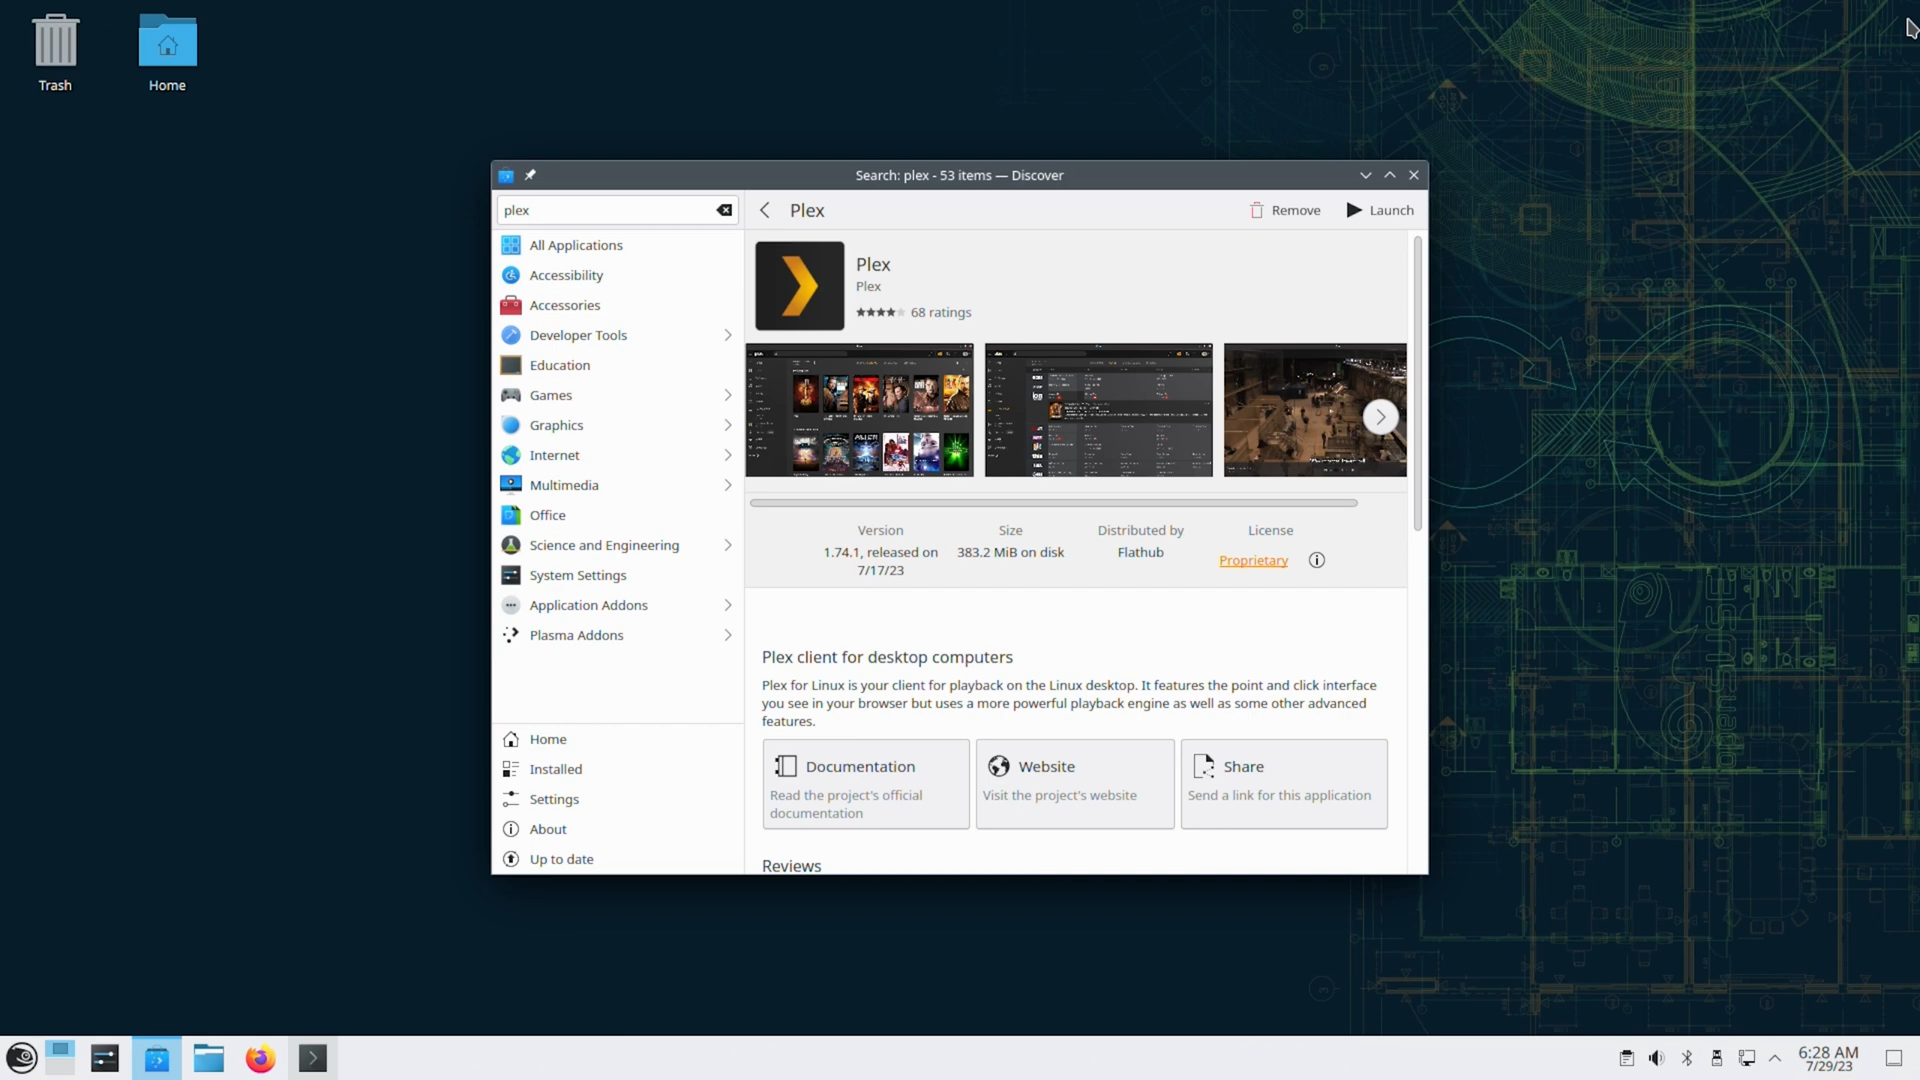 Trash
Home
Search: plex - 53 items — Discover
plex
Plex
Remove
Launch
All Applications
Accessibility
Accessories
Developer Tools
Education
Games
Graphics
Internet
Multimedia
Office
Science and Engineering
System Settings
Application Addons
Plasma Addons
Home
Installed
Settings
About
Up to date
Plex
Plex
68 ratings
Version
1.74.1, released on
7/17/23
Size
383.2 MiB on disk
Distributed by
Flathub
License
Proprietary
Plex client for desktop computers
Plex for Linux is your client for playback on the Linux desktop. It features the point and click interface
you see in your browser but uses a more powerful playback engine as well as some other advanced
features.
Documentation
Read the project's official
documentation
Website
Visit the project's website
Share
Send a link for this application
Reviews
openSUSE
6:28 AM
7/29/23